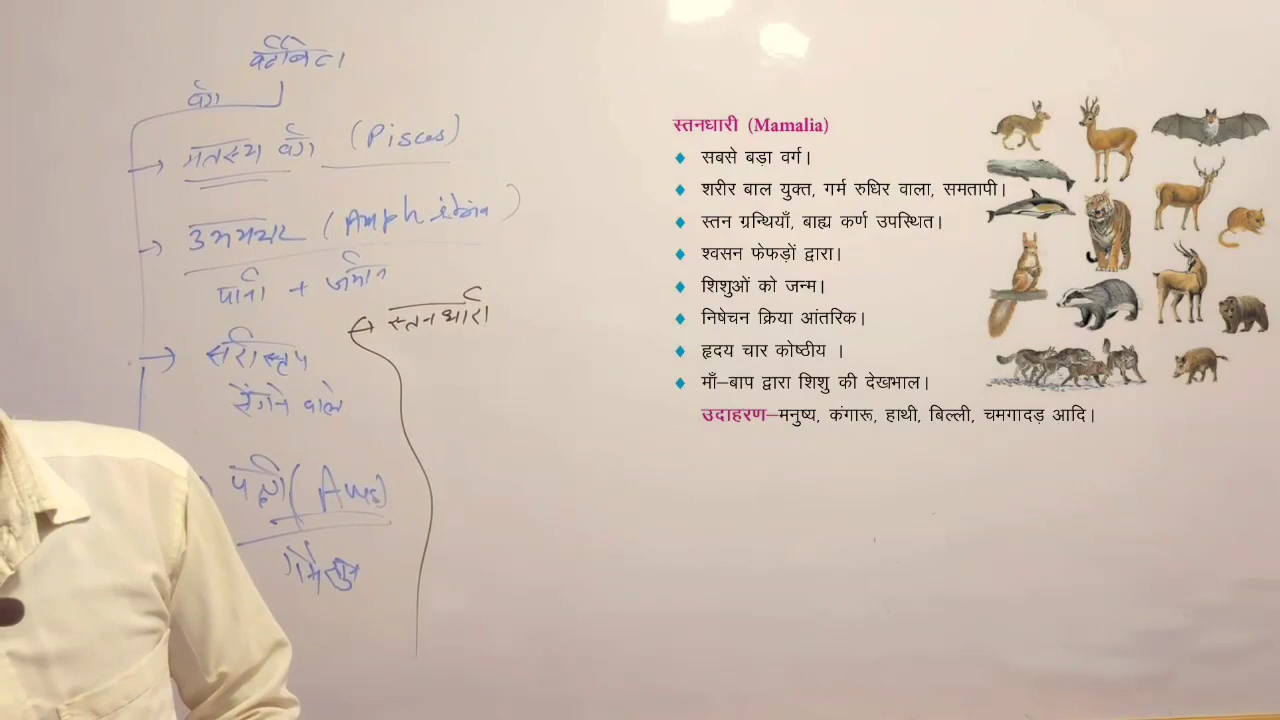 वर्टीब्रेटा
वर्ग
मतस्य वर्ग (Pisces)
उभयचर (Amphibia)
पानी + जमीन
स्तनधारी
सरीसृप
रेंगने वाले
पक्षी (Aves)
स्तनधारी (Mamalia)
सबसे बड़ा वर्ग।
शरीर बाल युक्त, गर्म रुधिर वाला, समतापी।
स्तन ग्रन्थियाँ, बाह्य कर्ण उपस्थित।
श्वसन फेफड़ों द्वारा।
शिशुओं को जन्म।
निषेचन क्रिया आंतरिक।
हृदय चार कोष्ठीय ।
माँ–बाप द्वारा शिशु की देखभाल।
उदाहरण–मनुष्य, कंगारू, हाथी, बिल्ली, चमगादड़ आदि।